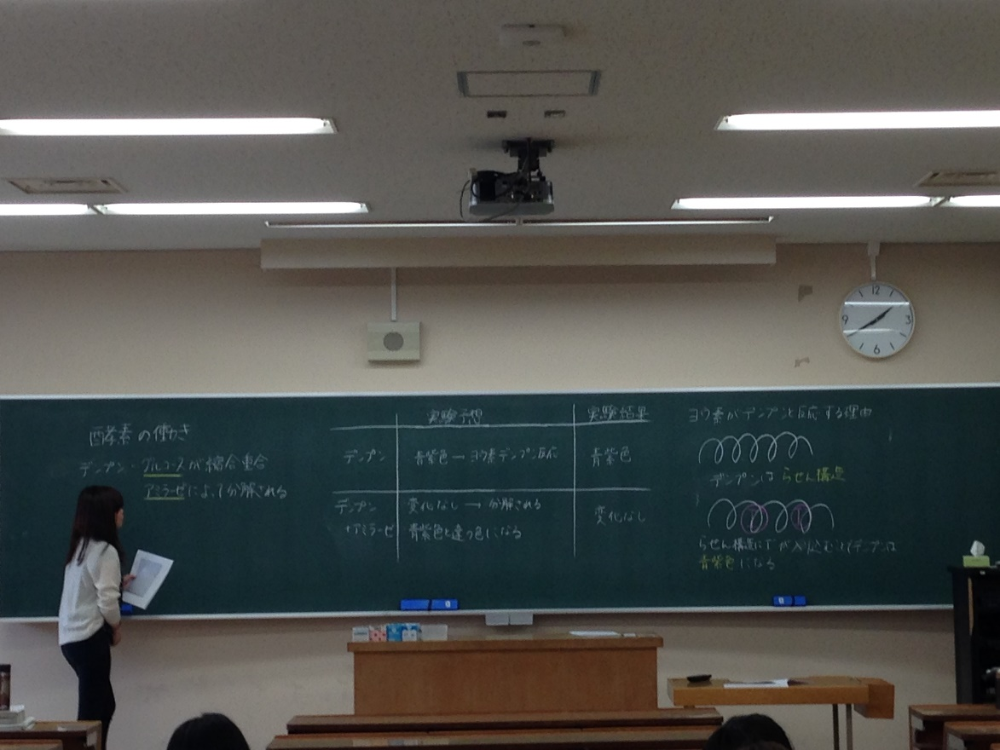 酵素の働き
デンプン・グルコースが縮合重合
アミラーゼによって分解される
実験予想 実験結果
デンプン 青紫色→ヨウ素デンプン反応 青紫色
デンプン 変化なし → 分解される 変化なし
+アミラーゼ 青紫色と違う色になる
ヨウ素がデンプンと反応する理由
デンプンは らせん構造
I I
らせん構造に I が入り込むとデンプンは
青紫色になる
12
9 3
6